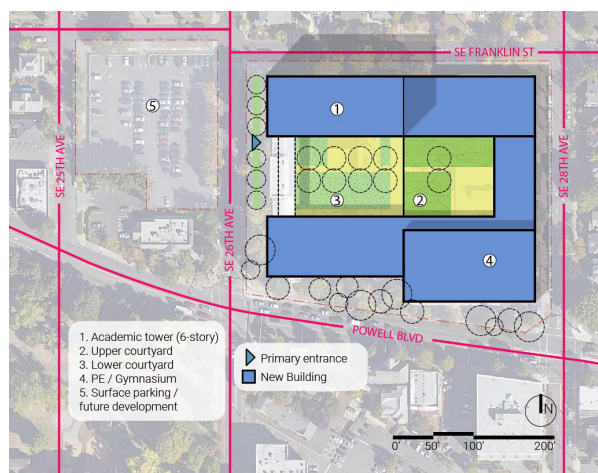 SE FRANKLIN ST
1
5
SE 25TH AVE
SE 26TH AVE
SE 28TH AVE
3
2
4
POWELL BLVD
1. Academic tower (6-story)
2. Upper courtyard
3. Lower courtyard
4. PE / Gymnasium
5. Surface parking /
future development
Primary entrance
New Building
N
0' 50' 100' 200'